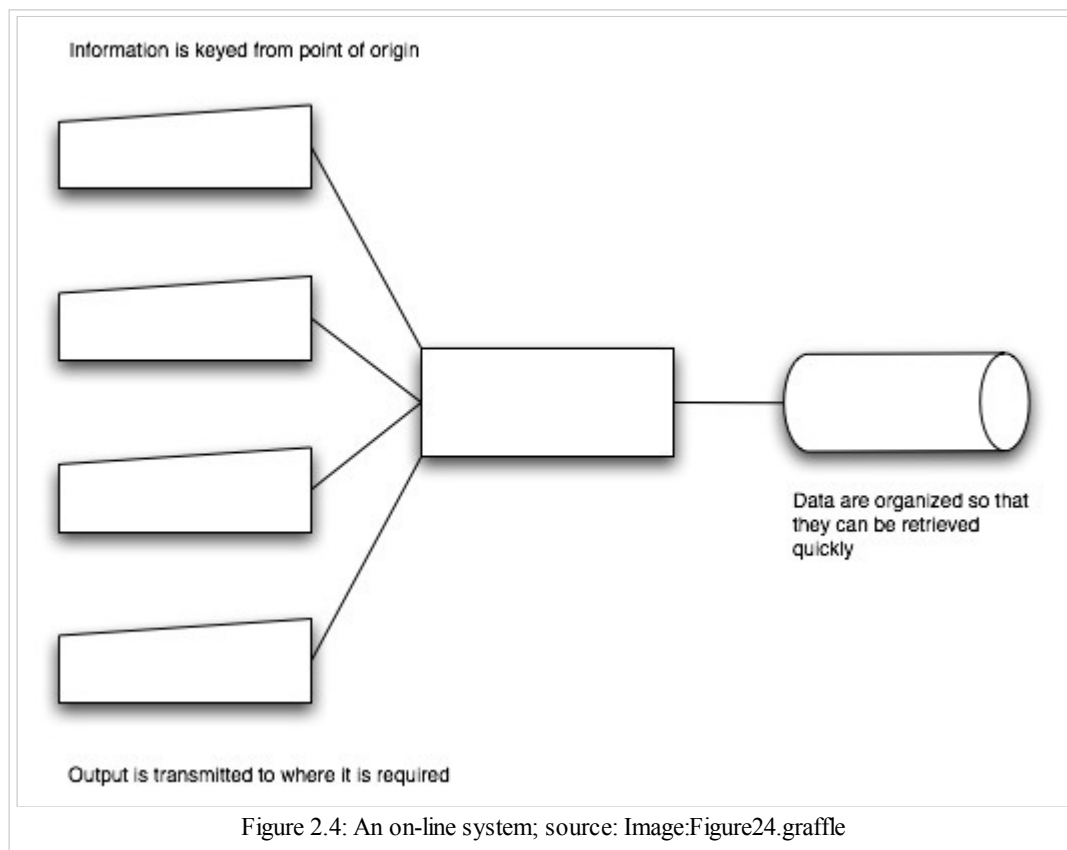 Information is keyed from point of origin
Data are organized so that
they can be retrieved
quickly
Output is transmitted to where it is required
Figure 2.4: An on-line system; source: Image:Figure24.graffle